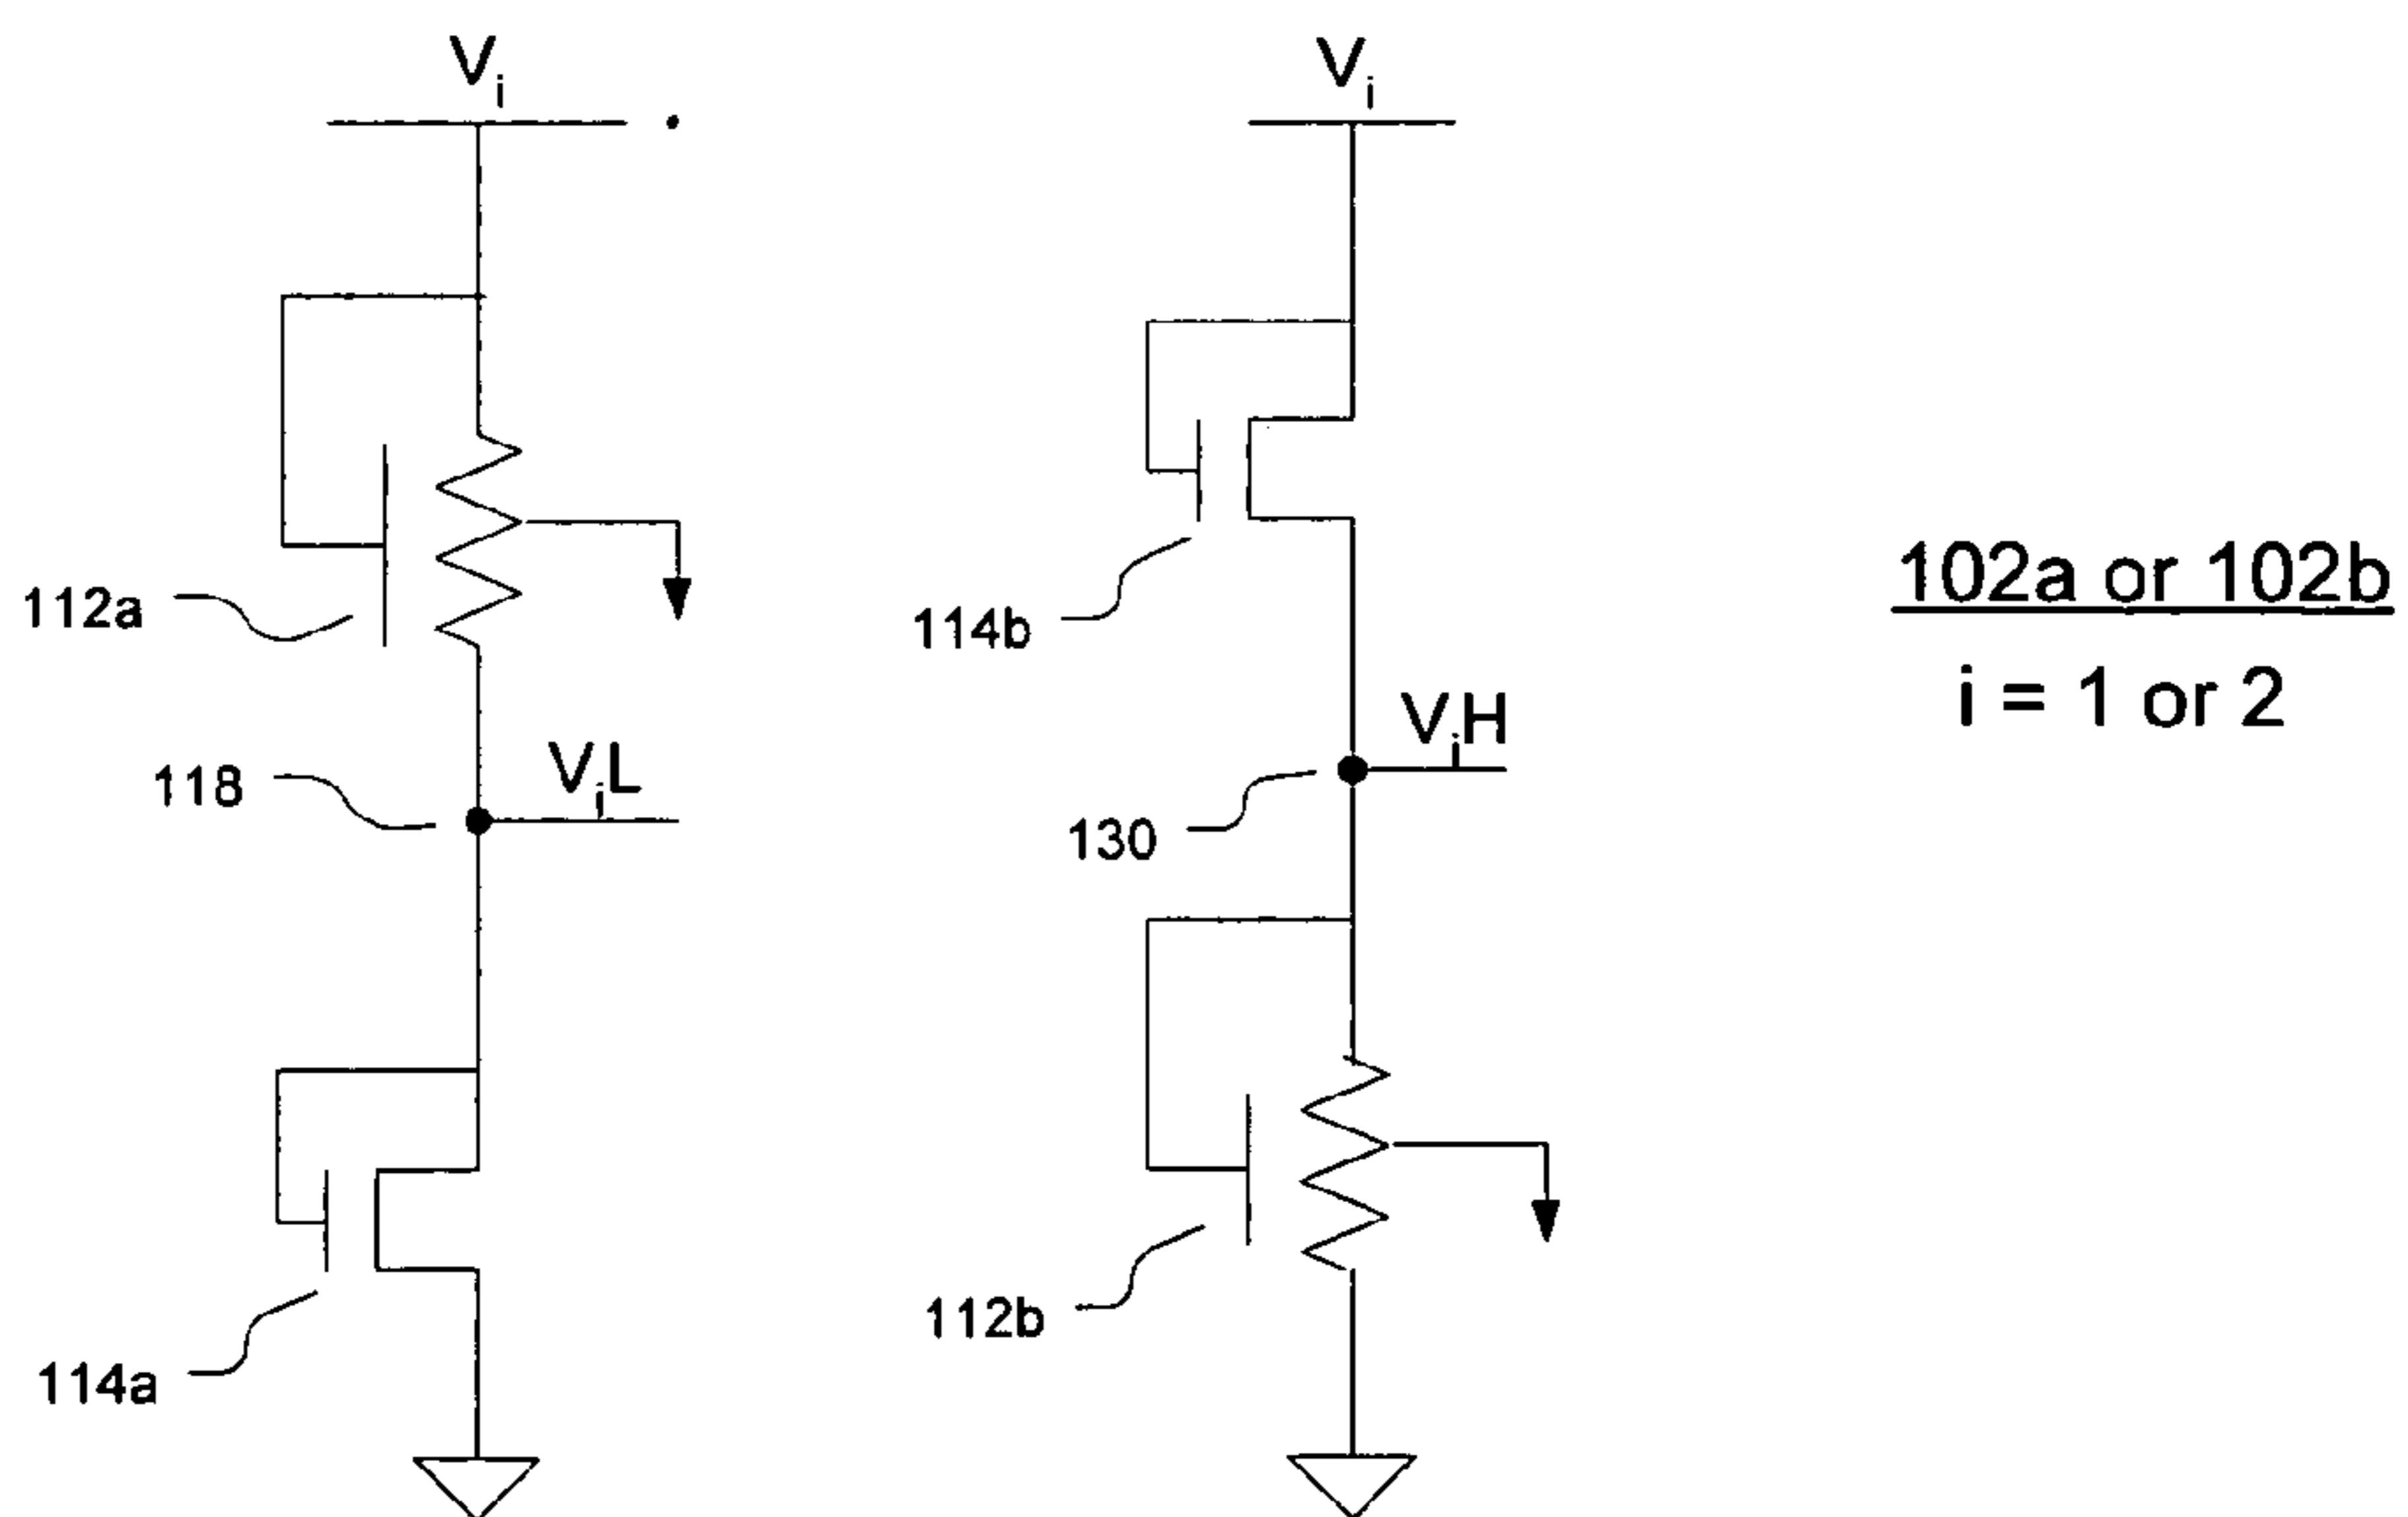 Vi
Vi
112a
114b
102a or 102b
i = 1 or 2
118
ViL
ViH
130
112b
114a